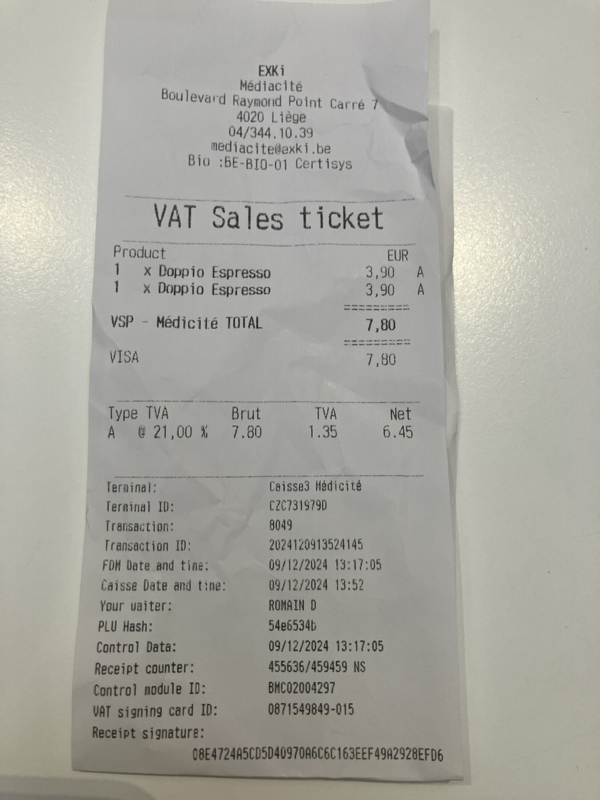 EXKi
Médiacité
Boulevard Raymond Point Carré 7
4020 Liège
04/344.10.39
mediacite@exki.be
Bio :BE-BIO-01 Certisys
VAT Sales ticket
Product EUR
1 x Doppio Espresso 3,90 A
1 x Doppio Espresso 3,90 A
=========
VSP - Médicité TOTAL 7,80
=========
VISA 7,80
Type TVA Brut TVA Net
A @ 21,00 % 7.80 1.35 6.45
Terminal: Caisse3 Médicité
Terminal ID: CZC731979D
Transaction: 8049
Transaction ID: 2024120913524145
FDM Date and time: 09/12/2024 13:17:05
Caisse Date and time: 09/12/2024 13:52
Your waiter: ROMAIN D
PLU Hash: 54e6534b
Control Data: 09/12/2024 13:17:05
Receipt counter: 455636/459459 NS
Control module ID: BMC02004297
VAT signing card ID: 0871549849-015
Receipt signature:
08E4724A5CD5D40970A6C6C163EEF49A2928EFD6